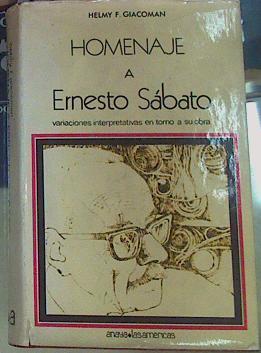 HELMY F. GIACOMAN
HOMENAJE
A
Ernesto Sábato
variaciones interpretativas en torno a su obra
anaya•las americas